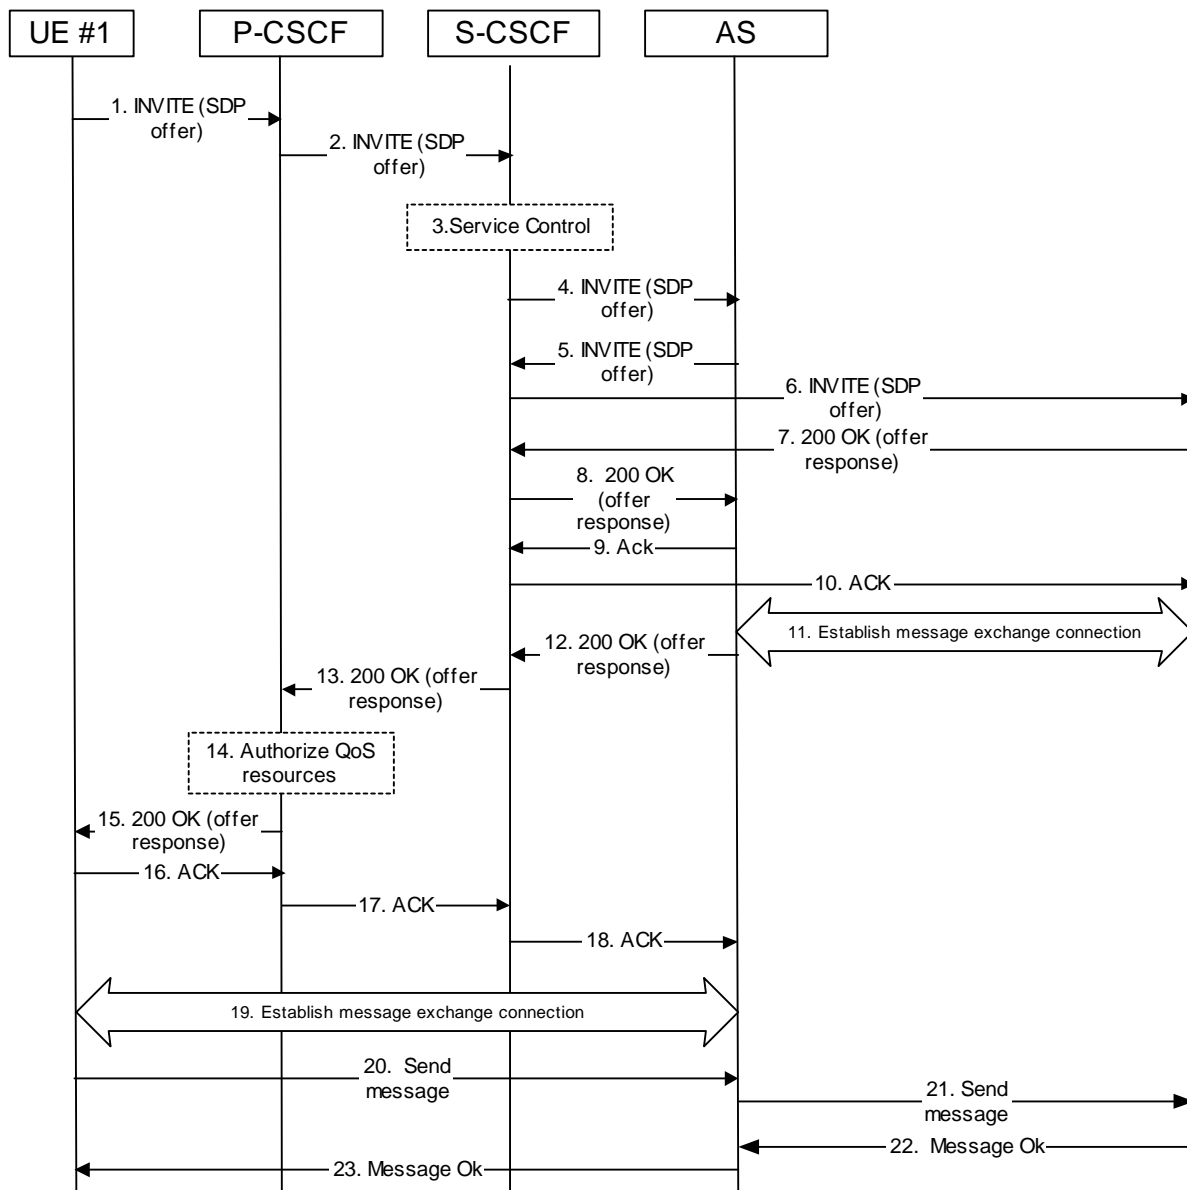 UE #1
P-CSCF
S-CSCF
AS
1. INVITE (SDP
offer)
2. INVITE (SDP
offer)
3.Service Control
4. INVITE (SDP
offer)
5. INVITE (SDP
offer)
6. INVITE (SDP
offer)
7. 200 OK (offer
response)
8. 200 OK
(offer
response)
9. Ack
10. ACK
11. Establish message exchange connection
12. 200 OK (offer
response)
13. 200 OK (offer
response)
14. Authorize QoS
resources
15. 200 OK (offer
response)
16. ACK
17. ACK
18. ACK
19. Establish message exchange connection
20. Send
message
21. Send
message
22. Message Ok
23. Message Ok